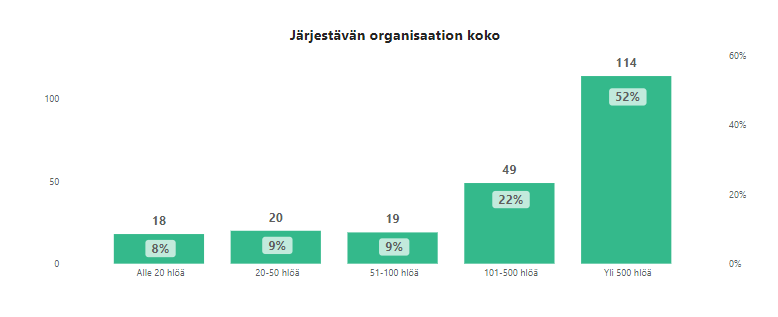 Järjestävän organisaation koko
60%
114
100
52%
40%
49
50
22%
20%
18
20
19
8%
9%
9%
0
0%
Alle 20 hlöä
20-50 hlöä
51-100 hlöä
101-500 hlöä
Yli 500 hlöä